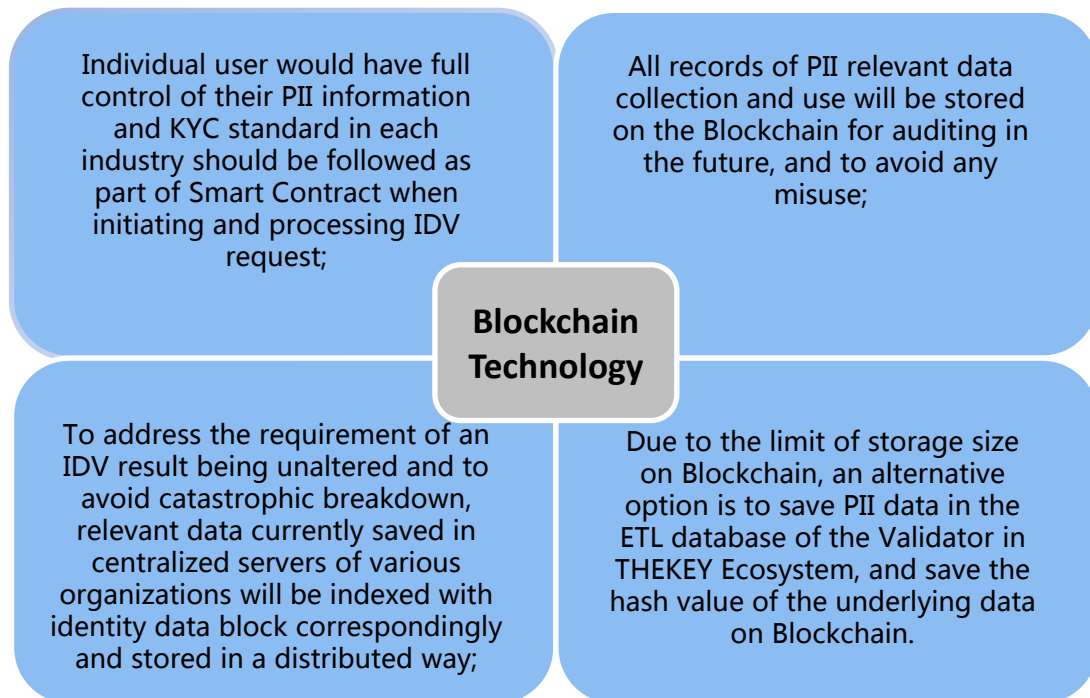 Individual user would have full
control of their PII information
and KYC standard in each
industry should be followed as
part of Smart Contract when
initiating and processing IDV
request;
All records of PII relevant data
collection and use will be stored
on the Blockchain for auditing in
the future, and to avoid any
misuse;
Blockchain
Technology
To address the requirement of an
IDV result being unaltered and to
avoid catastrophic breakdown,
relevant data currently saved in
centralized servers of various
organizations will be indexed with
identity data block correspondingly
and stored in a distributed way;
Due to the limit of storage size
on Blockchain, an alternative
option is to save PII data in the
ETL database of the Validator in
THEKEY Ecosystem, and save the
hash value of the underlying data
on Blockchain.